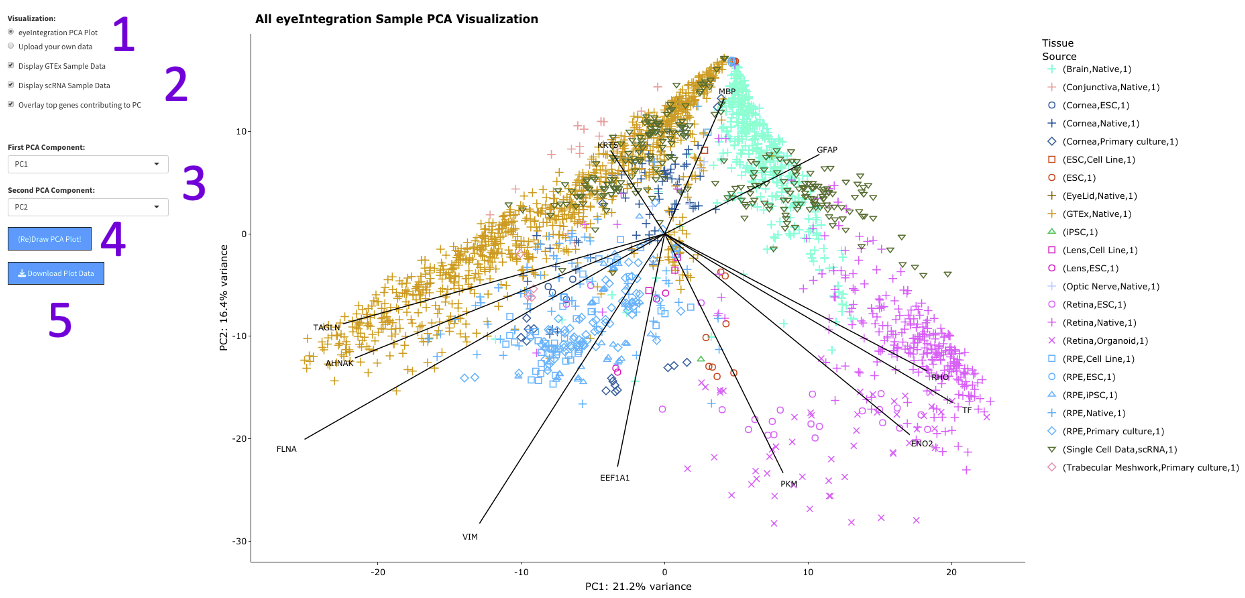 Visualization:
eyeIntegration PCA Plot
Upload your own data
1
Display GTEx Sample Data
Display scRNA Sample Data
Overlay top genes contributing to PC
2
First PCA Component:
PC1
3
Second PCA Component:
PC2
(Re)Draw PCA Plot!
4
Download Plot Data
5
All eyeIntegration Sample PCA Visualization
PC2: 16.4% variance
10
0
-10
-20
-30
MBP
KRT5
GFAP
TAGLN
AHNAK
FLNA
VIM
EEF1A1
PKM
ENO2
TF
RHO
-20
-10
0
10
20
PC1: 21.2% variance
Tissue
Source
(Brain,Native,1)
(Conjunctiva,Native,1)
(Cornea,ESC,1)
(Cornea,Native,1)
(Cornea,Primary culture,1)
(ESC,Cell Line,1)
(ESC,1)
(EyeLid,Native,1)
(GTEx,Native,1)
(iPSC,1)
(Lens,Cell Line,1)
(Lens,ESC,1)
(Optic Nerve,Native,1)
(Retina,ESC,1)
(Retina,Native,1)
(Retina,Organoid,1)
(RPE,Cell Line,1)
(RPE,ESC,1)
(RPE,iPSC,1)
(RPE,Native,1)
(RPE,Primary culture,1)
(Single Cell Data,scRNA,1)
(Trabecular Meshwork,Primary culture,1)